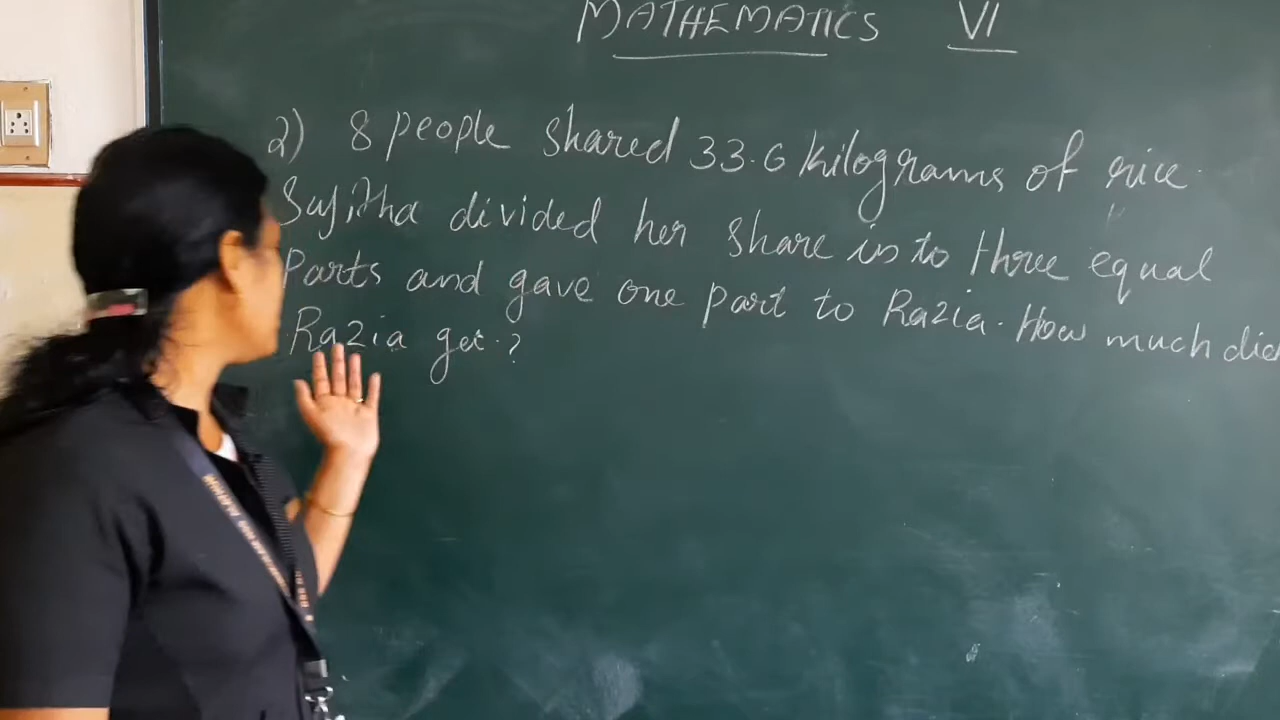 MATHEMATICS VI
2) 8 people shared 33.6 kilograms of rice.
Sujitha divided her share in to three equal
Parts and gave one part to Razia. How much did
Razia get.?